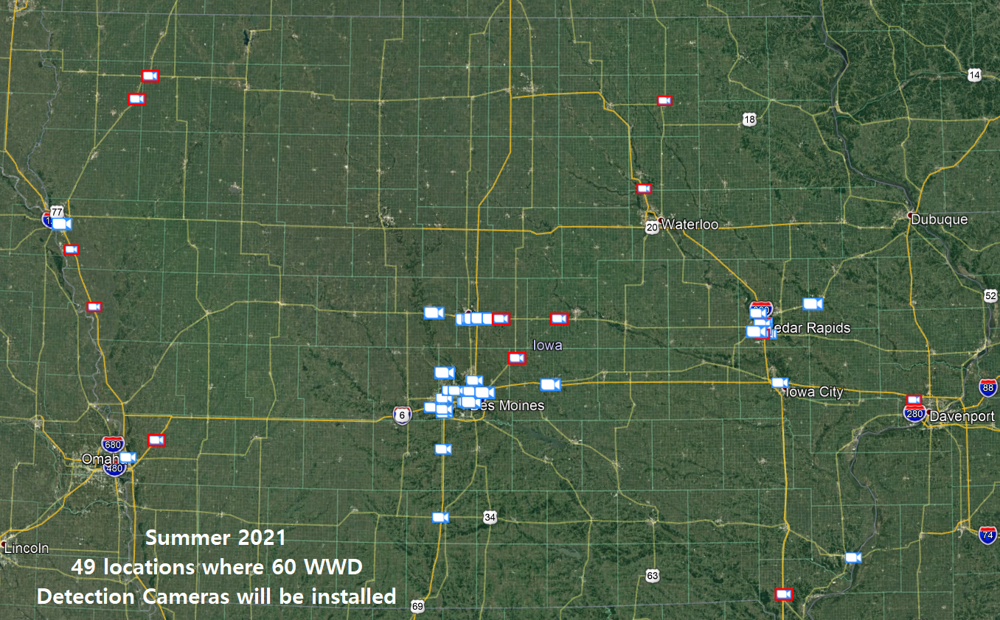 14
18
77
Dubuque
Waterloo
20
52
edar Rapids
Iowa
Iowa City
88
es Moines
6
280
Davenport
680
Omah
480
34
Summer 2021
74
Lincoln
49 locations where 60 WWD
63
Detection Cameras will be installed
69